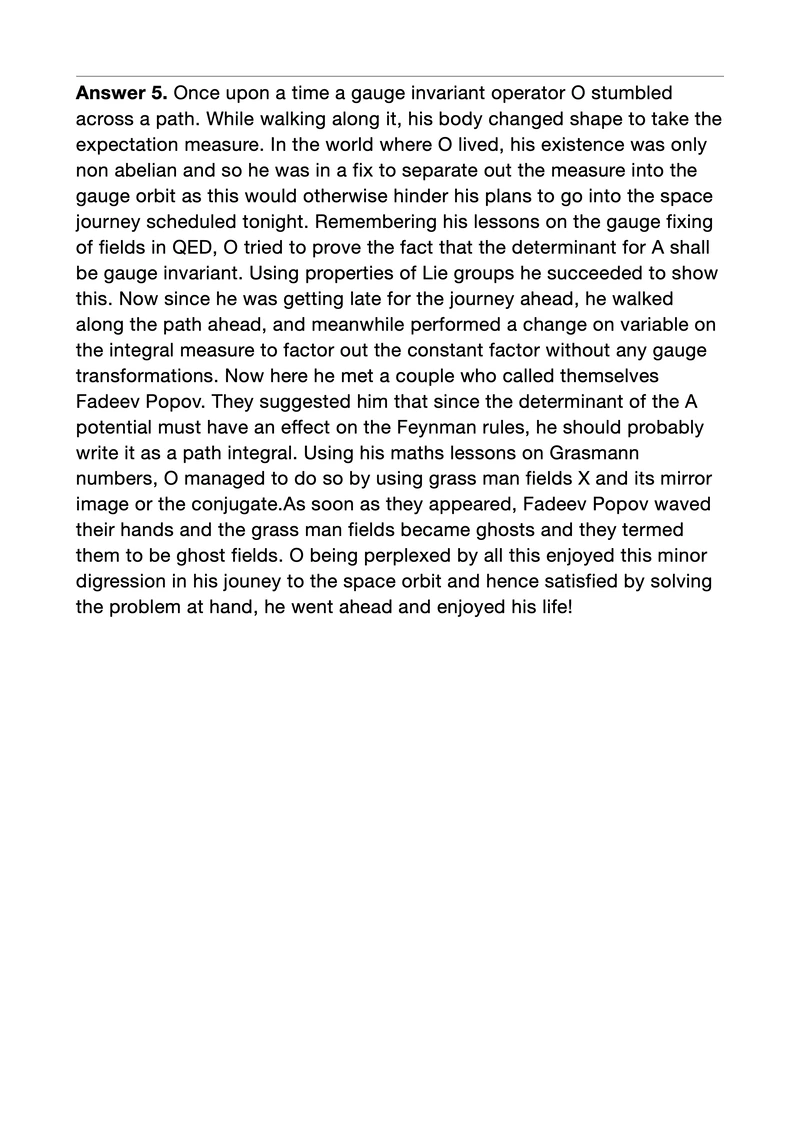 Answer 5. Once upon a time a gauge invariant operator O stumbled
across a path. While walking along it, his body changed shape to take the
expectation measure. In the world where O lived, his existence was only
non abelian and so he was in a fix to separate out the measure into the
gauge orbit as this would otherwise hinder his plans to go into the space
journey scheduled tonight. Remembering his lessons on the gauge fixing
of fields in QED, O tried to prove the fact that the determinant for A shall
be gauge invariant. Using properties of Lie groups he succeeded to show
this. Now since he was getting late for the journey ahead, he walked
along the path ahead, and meanwhile performed a change on variable on
the integral measure to factor out the constant factor without any gauge
transformations. Now here he met a couple who called themselves
Fadeev Popov. They suggested him that since the determinant of the A
potential must have an effect on the Feynman rules, he should probably
write it as a path integral. Using his maths lessons on Grasmann
numbers, O managed to do so by using grass man fields X and its mirror
image or the conjugate.As soon as they appeared, Fadeev Popov waved
their hands and the grass man fields became ghosts and they termed
them to be ghost fields. O being perplexed by all this enjoyed this minor
digression in his jouney to the space orbit and hence satisfied by solving
the problem at hand, he went ahead and enjoyed his life!